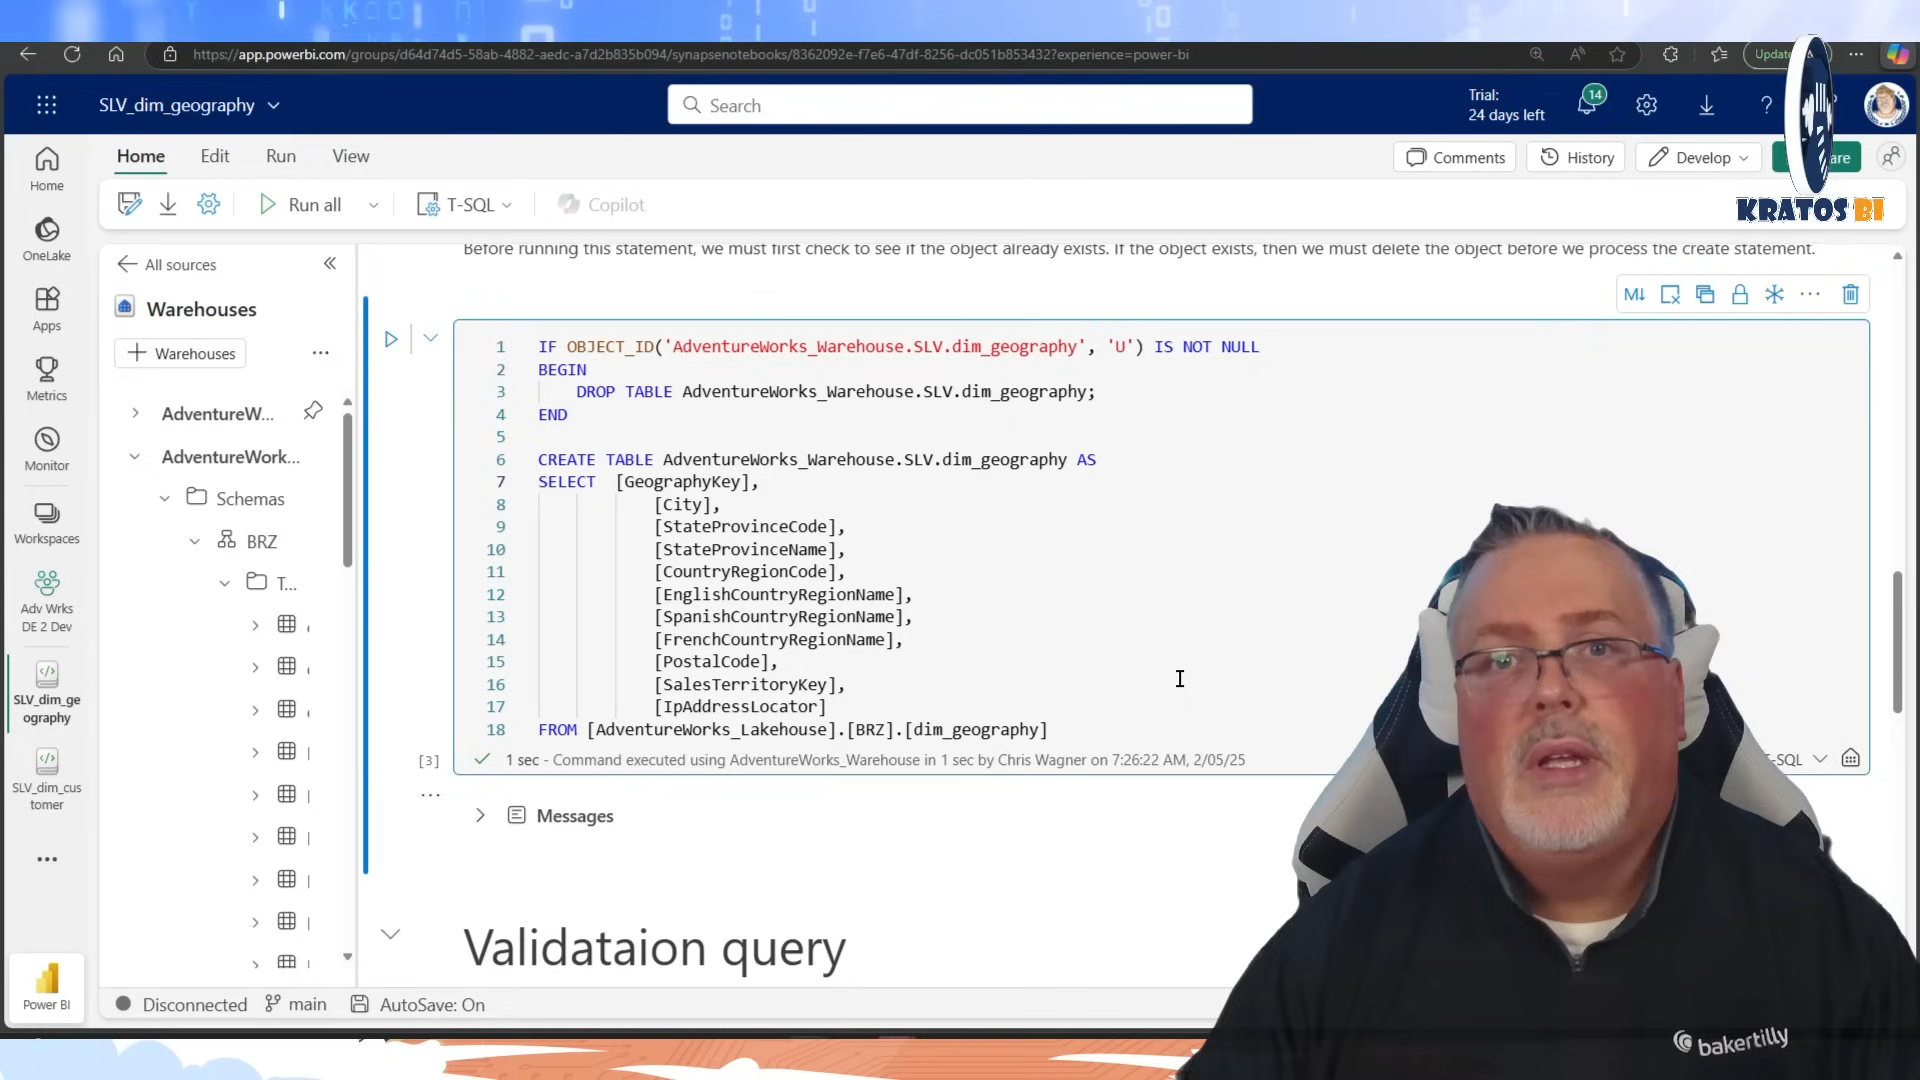 https://app.powerbi.com/groups/d64d74d5-58ab-4882-aedc-a7d2b835b094/synapsenotebooks/8362092e-f7e6-47df-8256-dc051b853432?experience=power-bi
SLV_dim_geography
Search
Trial:
24 days left
14
?
KRATOS BI
Home
Edit
Run
View
Comments
History
Develop
are
Run all
T-SQL
Copilot
Home
OneLake
Apps
Metrics
Monitor
Workspaces
Adv Wrks
DE 2 Dev
SLV_dim_ge
ography
SLV_dim_cus
tomer
Power BI
All sources
Warehouses
Warehouses
AdventureW...
AdventureWork...
Schemas
BRZ
T...
Before running this statement, we must first check to see if the object already exists. If the object exists, then we must delete the object before we process the create statement.
M↓
1 IF OBJECT_ID('AdventureWorks_Warehouse.SLV.dim_geography', 'U') IS NOT NULL
2 BEGIN
3 DROP TABLE AdventureWorks_Warehouse.SLV.dim_geography;
4 END
5
6 CREATE TABLE AdventureWorks_Warehouse.SLV.dim_geography AS
7 SELECT [GeographyKey],
8 [City],
9 [StateProvinceCode],
10 [StateProvinceName],
11 [CountryRegionCode],
12 [EnglishCountryRegionName],
13 [SpanishCountryRegionName],
14 [FrenchCountryRegionName],
15 [PostalCode],
16 [SalesTerritoryKey],
17 [IpAddressLocator]
18 FROM [AdventureWorks_Lakehouse].[BRZ].[dim_geography]
[3] 1 sec - Command executed using AdventureWorks_Warehouse in 1 sec by Chris Wagner on 7:26:22 AM, 2/05/25
-SQL
Messages
Validataion query
Disconnected
main
AutoSave: On
bakertilly